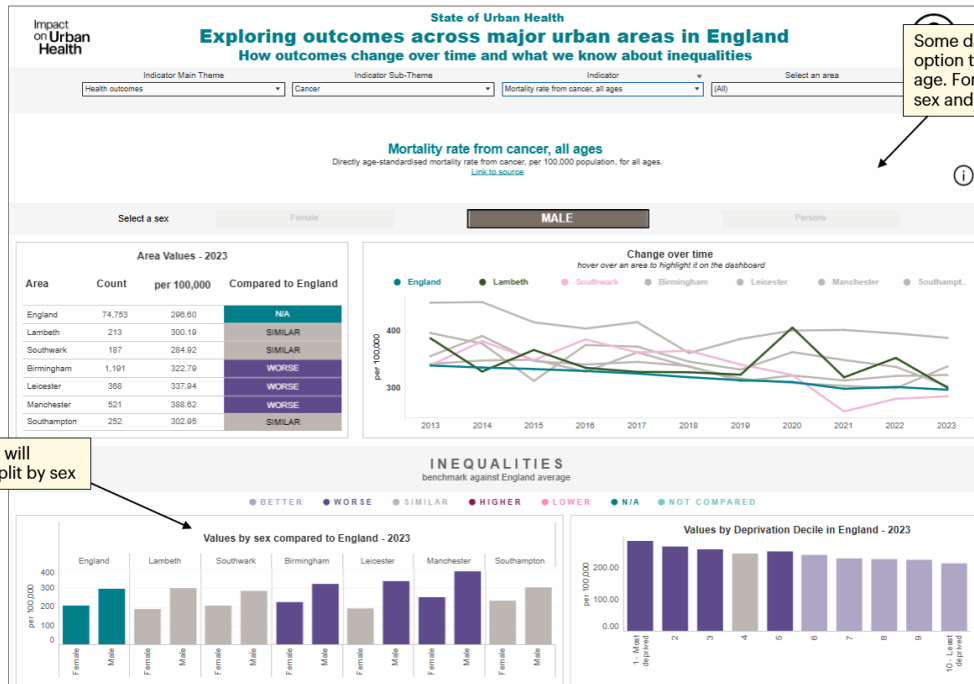 Impact
on Urban
Health
State of Urban Health
Exploring outcomes across major urban areas in England
How outcomes change over time and what we know about inequalities
Some d
option t
age. For
sex and
Indicator Main Theme
Indicator Sub-Theme
Indicator
Select an area
Health outcomes
Cancer
Mortality rate from cancer, all ages
(All)
Mortality rate from cancer, all ages
Directly age-standardised mortality rate from cancer, per 100,000 population, for all ages.
Link to source
i
Select a sex
Female
MALE
Persons
Area Values - 2023
Area Count per 100,000 Compared to England
England 74,753 296.60 N/A
Lambeth 213 300.19 SIMILAR
Southwark 187 284.92 SIMILAR
Birmingham 1,191 322.79 WORSE
Leicester 368 337.94 WORSE
Manchester 521 388.62 WORSE
Southampton 252 302.95 SIMILAR
Change over time
hover over an area to highlight it on the dashboard
England Lambeth Southwark Birmingham Leicester Manchester Southampt..
per 100,000
400
300
2013 2014 2015 2016 2017 2018 2019 2020 2021 2022 2023
will
plit by sex
INEQUALITIES
benchmark against England average
BETTER WORSE SIMILAR HIGHER LOWER N/A NOT COMPARED
Values by sex compared to England - 2023
England Lambeth Southwark Birmingham Leicester Manchester Southampton
per 100,000
400
300
200
100
0
Female Male Female Male Female Male Female Male Female Male Female Male Female Male
Values by Deprivation Decile in England - 2023
per 100,000
200.00
100.00
0.00
1 - Most
deprived
2
3
4
5
6
7
8
9
10 - Least
deprived